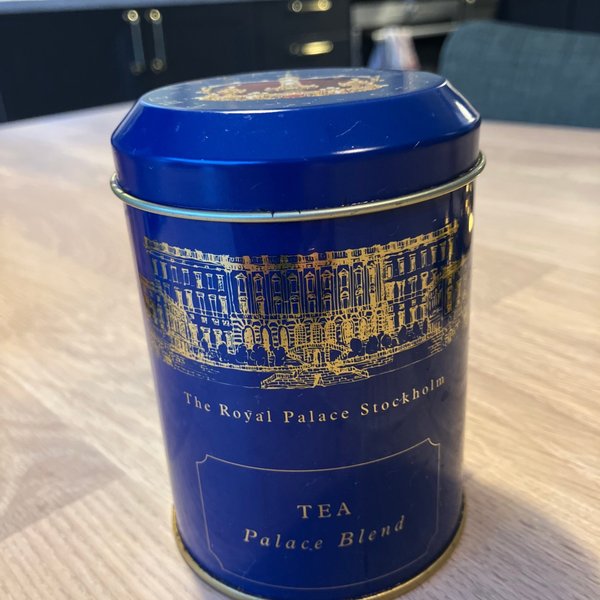 The Royal Palace Stockholm
TEA
Palace Blend